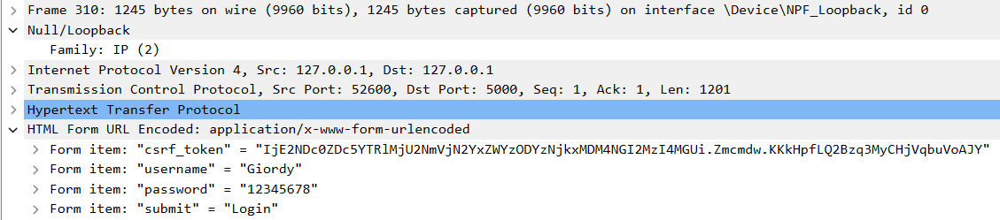 Frame 310: 1245 bytes on wire (9960 bits), 1245 bytes captured (9960 bits) on interface \Device\NPF_Loopback, id 0
Null/Loopback
Family: IP (2)
Internet Protocol Version 4, Src: 127.0.0.1, Dst: 127.0.0.1
Transmission Control Protocol, Src Port: 52600, Dst Port: 5000, Seq: 1, Ack: 1, Len: 1201
Hypertext Transfer Protocol
HTML Form URL Encoded: application/x-www-form-urlencoded
Form item: "csrf_token" = "IjE2NDc0ZDc5YTRlMjU2NmVjN2YxZWYzODYzNjkxMDM4NGI2MzI4MGUi.Zmcmdw.KKkHpfLQ2Bzq3MyCHjVqbuVoAJY"
Form item: "username" = "Giordy"
Form item: "password" = "12345678"
Form item: "submit" = "Login"